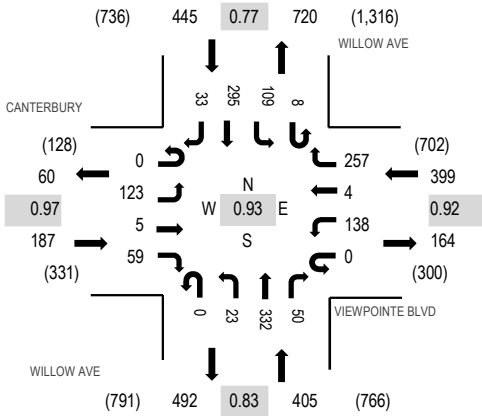 (736) 445 0.77 720 (1,316)
WILLOW AVE
33 295 109 8
CANTERBURY
(128)
60
0.97
187
(331)
0
123
5
59
N
W 0.93 E
S
257
4
138
0
(702)
399
0.92
164
(300)
0 23 332 50
VIEWPOINTE BLVD
WILLOW AVE
(791) 492 0.83 405 (766)